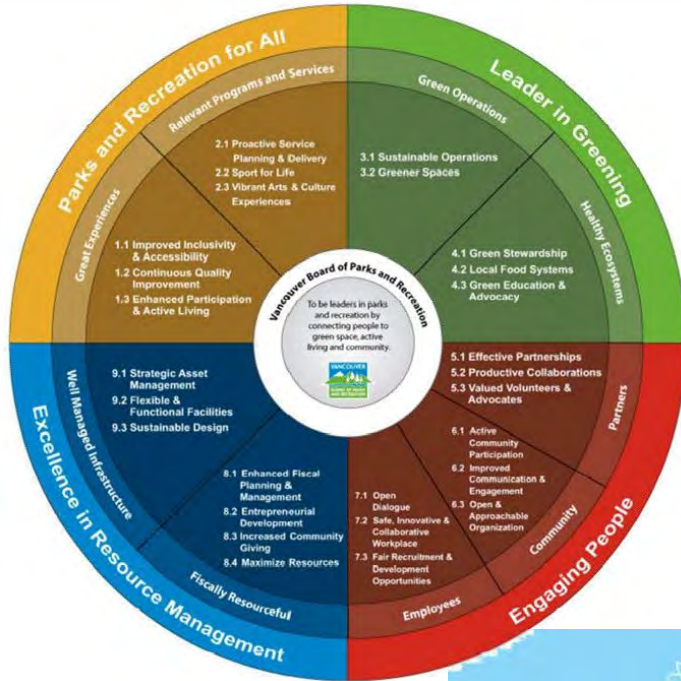 Parks and Recreation for All
Relevant Programs and Services
2.1 Proactive Service
Planning & Delivery
2.2 Sport for Life
2.3 Vibrant Arts & Culture
Experiences
Great Experiences
1.1 Improved Inclusivity
& Accessibility
1.2 Continuous Quality
Improvement
1.3 Enhanced Participation
& Active Living
Leader in Greening
Green Operations
3.1 Sustainable Operations
3.2 Greener Spaces
Healthy Ecosystems
4.1 Green Stewardship
4.2 Local Food Systems
4.3 Green Education &
Advocacy
Vancouver Board of Parks and Recreation
To be leaders in parks
and recreation by
connecting people to
green space, active
living and community.
VANCOUVER
BOARD OF PARKS
AND RECREATION
Engaging People
Partners
5.1 Effective Partnerships
5.2 Productive Collaborations
5.3 Valued Volunteers &
Advocates
Community
6.1 Active
Community
Participation
6.2 Improved
Communication &
Engagement
6.3 Open &
Approachable
Organization
Employees
7.1 Open
Dialogue
7.2 Safe, Innovative &
Collaborative
Workplace
7.3 Fair Recruitment &
Development
Opportunities
Excellence in Resource Management
Fiscally Resourceful
8.1 Enhanced Fiscal
Planning &
Management
8.2 Entrepreneurial
Development
8.3 Increased Community
Giving
8.4 Maximize Resources
Well Managed Infrastructure
9.1 Strategic Asset
Management
9.2 Flexible &
Functional Facilities
9.3 Sustainable Design